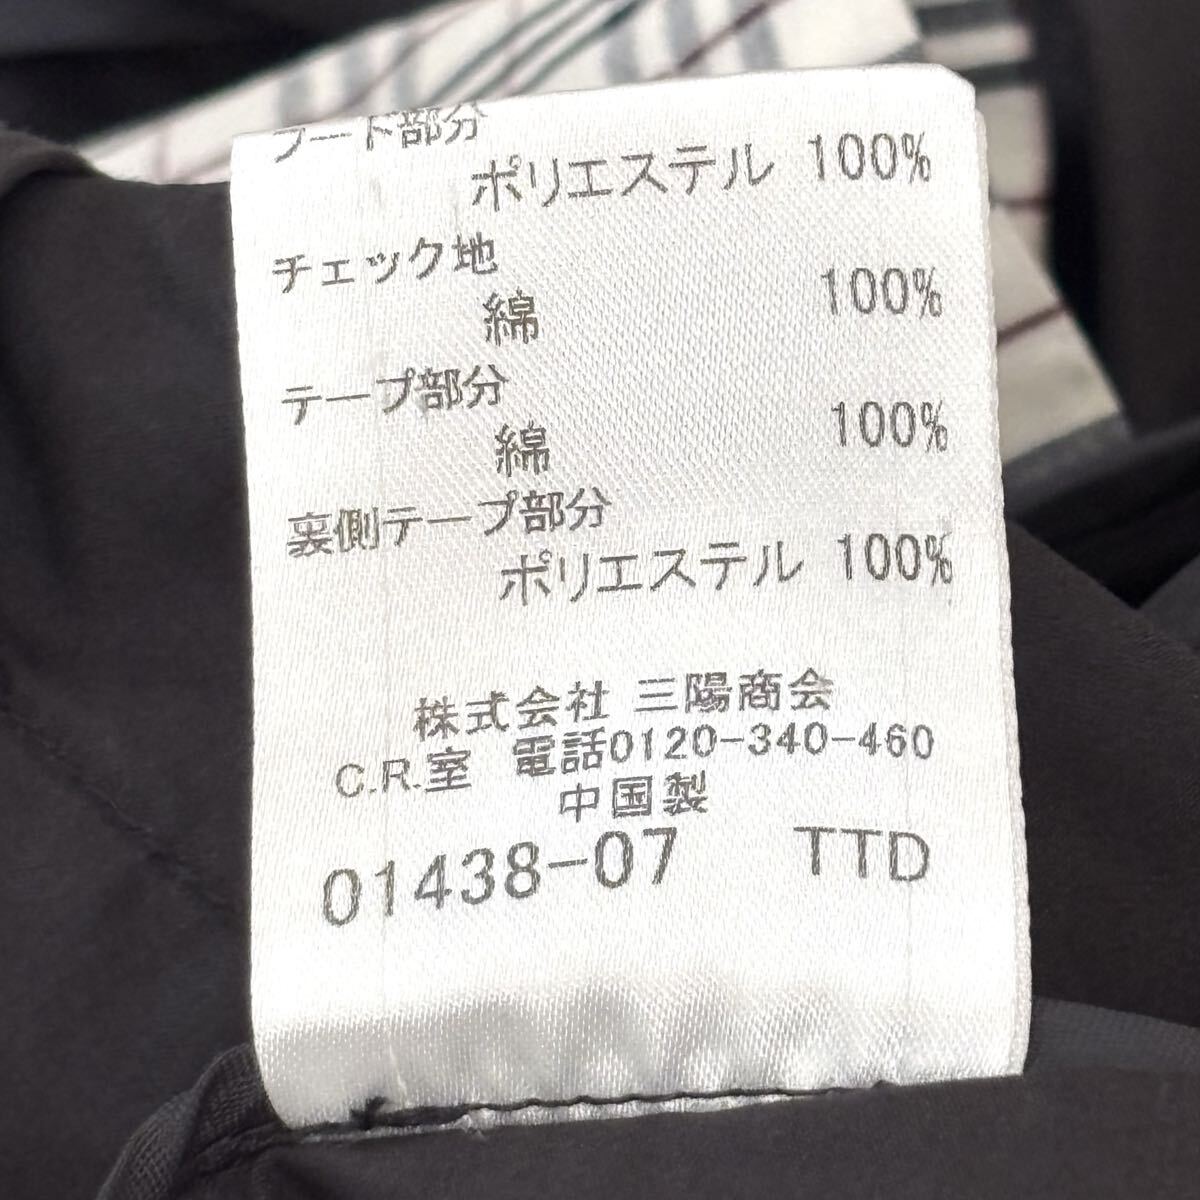 フード部分
ポリエステル 100%
チェック地
綿 100%
テープ部分
綿 100%
裏側テープ部分
ポリエステル 100%
株式会社 三陽商会
C.R.室 電話0120-340-460
中国製
01438-07 TTD